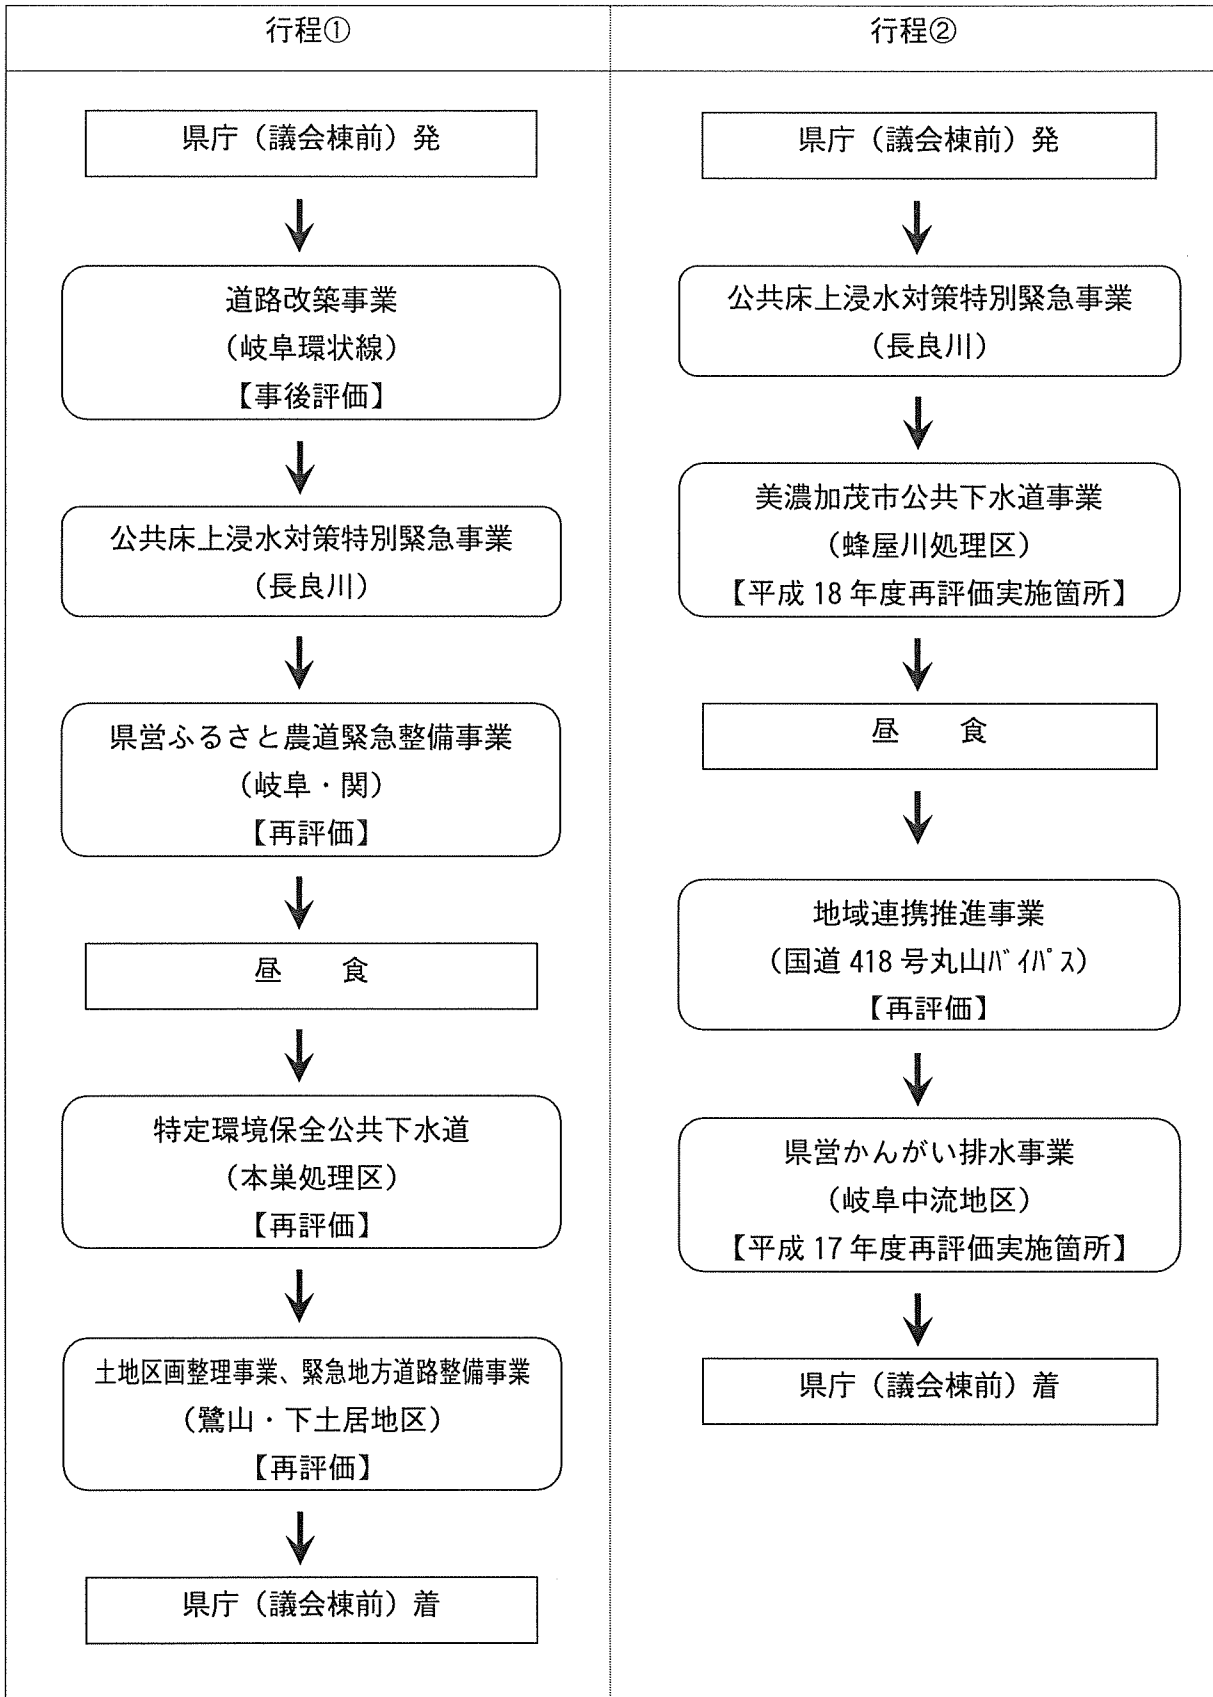 行程①
県庁（議会棟前）発
道路改築事業
（岐阜環状線）
【事後評価】
公共床上浸水対策特別緊急事業
（長良川）
県営ふるさと農道緊急整備事業
（岐阜・関）
【再評価】
昼　　食
特定環境保全公共下水道
（本巣処理区）
【再評価】
土地区画整理事業、緊急地方道路整備事業
（鷺山・下土居地区）
【再評価】
県庁（議会棟前）着
行程②
県庁（議会棟前）発
公共床上浸水対策特別緊急事業
（長良川）
美濃加茂市公共下水道事業
（蜂屋川処理区）
【平成 18 年度再評価実施箇所】
昼　　食
地域連携推進事業
（国道 418 号丸山ﾊﾞｲﾊﾟｽ）
【再評価】
県営かんがい排水事業
（岐阜中流地区）
【平成 17 年度再評価実施箇所】
県庁（議会棟前）着